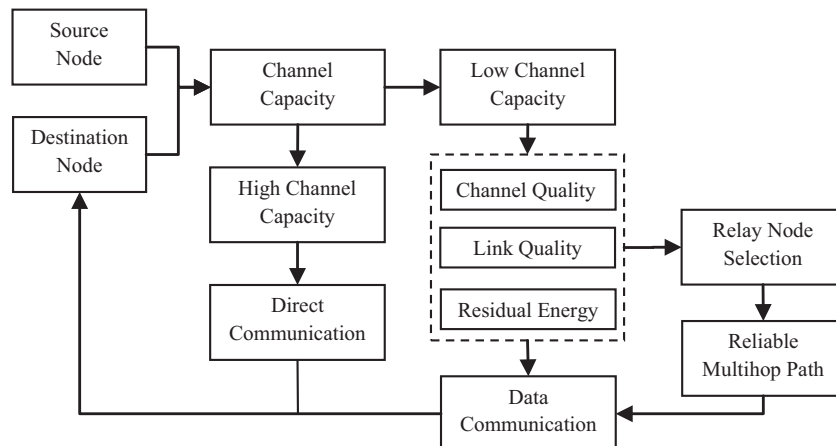 Source
Node
Channel
Capacity
Low Channel
Capacity
Destination
Node
High Channel
Capacity
Channel Quality
Link Quality
Residual Energy
Relay Node
Selection
Direct
Communication
Reliable
Multihop Path
Data
Communication